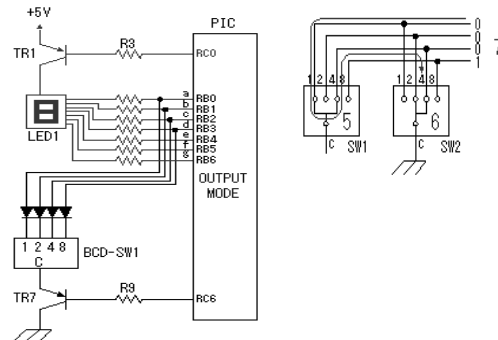 +5V
PIC
TR1
R3
RC0
LED1
a RB0
b RB1
c RB2
d RB3
e RB4
f RB5
g RB6
OUTPUT
MODE
1 2 4 8
C
BCD-SW1
TR7
R9
RC6
0
0
0
1
7
1 2 4 8
5
C
SW1
1 2 4 8
6
C
SW2